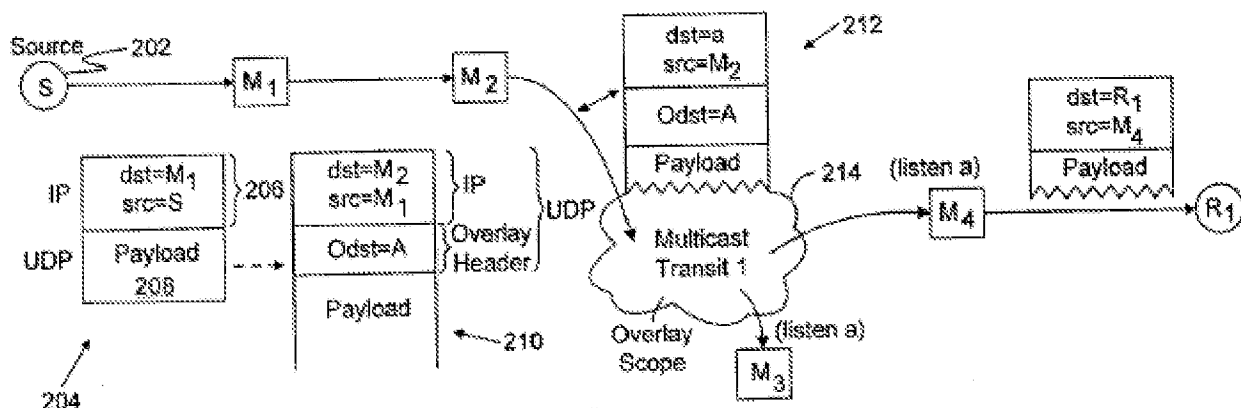 Source
202
S
M1
M2
dst=a
src=M2
Odst=A
Payload
212
dst=R1
src=M4
Payload
IP
dst=M1
src=S
206
UDP
Payload
208
204
dst=M2
src=M1
IP
Odst=A
Overlay
Header
UDP
Payload
210
214
Multicast
Transit 1
Overlay
Scope
(listen a)
M4
R1
(listen a)
M3